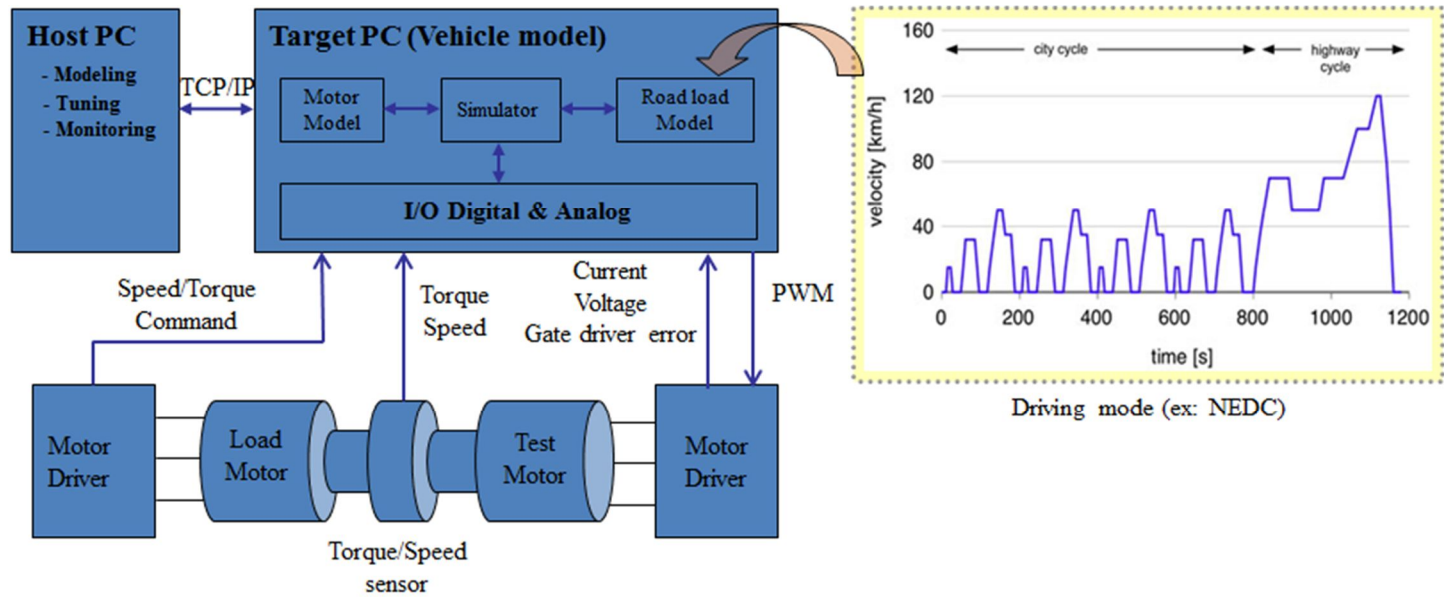 Host PC
- Modeling
- Tuning
- Monitoring
TCP/IP
Target PC (Vehicle model)
Motor
Model
Simulator
Road load
Model
I/O Digital & Analog
Speed/Torque
Command
Torque
Speed
Current
Voltage
Gate driver error
PWM
Motor
Driver
Load
Motor
Test
Motor
Motor
Driver
Torque/Speed
sensor
160
120
80
40
0
velocity [km/h]
city cycle
highway
cycle
0
200
400
600
800
1000
1200
time [s]
Driving mode (ex: NEDC)